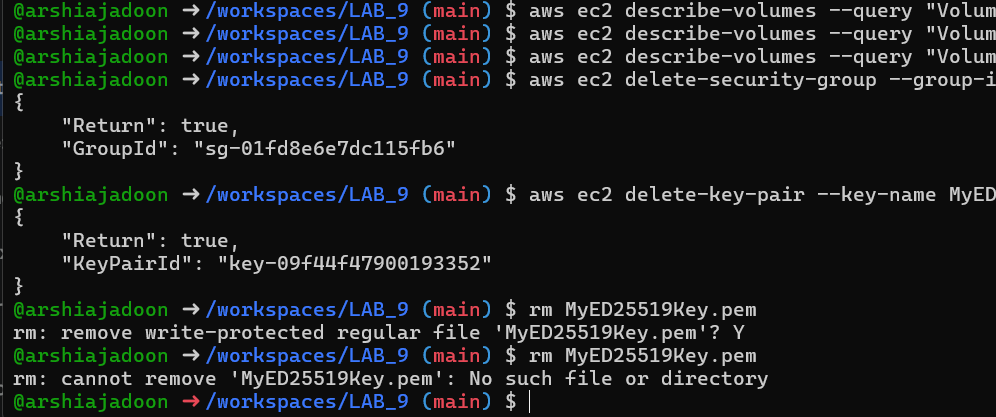 @arshiajadoon ➜ /workspaces/LAB_9 (main) $ aws ec2 describe-volumes --query "Volum
@arshiajadoon ➜ /workspaces/LAB_9 (main) $ aws ec2 describe-volumes --query "Volum
@arshiajadoon ➜ /workspaces/LAB_9 (main) $ aws ec2 describe-volumes --query "Volum
@arshiajadoon ➜ /workspaces/LAB_9 (main) $ aws ec2 delete-security-group --group-i
{
    "Return": true,
    "GroupId": "sg-01fd8e6e7dc115fb6"
}
@arshiajadoon ➜ /workspaces/LAB_9 (main) $ aws ec2 delete-key-pair --key-name MyED
{
    "Return": true,
    "KeyPairId": "key-09f44f47900193352"
}
@arshiajadoon ➜ /workspaces/LAB_9 (main) $ rm MyED25519Key.pem
rm: remove write-protected regular file 'MyED25519Key.pem'? Y
@arshiajadoon ➜ /workspaces/LAB_9 (main) $ rm MyED25519Key.pem
rm: cannot remove 'MyED25519Key.pem': No such file or directory
@arshiajadoon ➜ /workspaces/LAB_9 (main) $